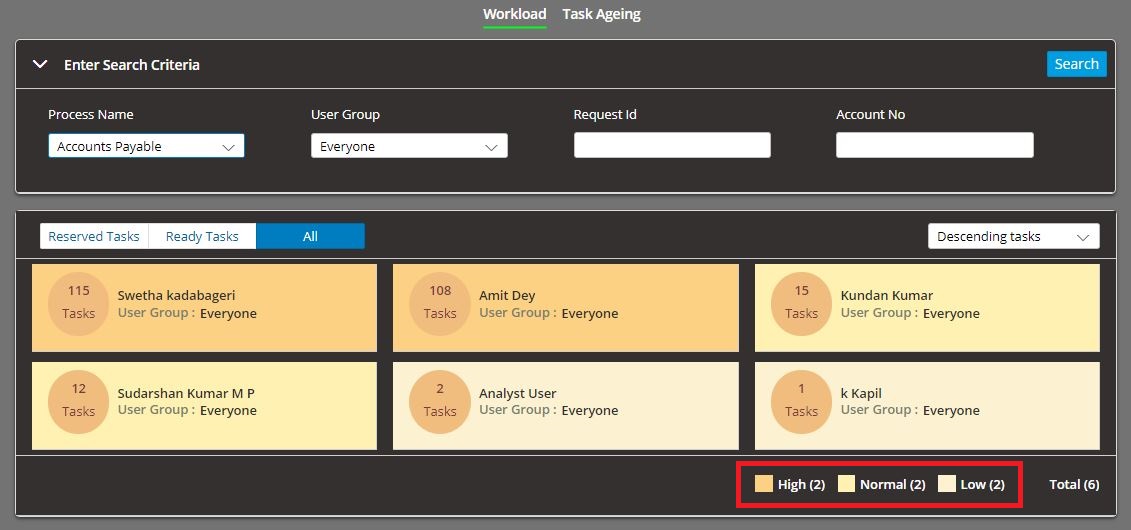 Workload Task Ageing
Enter Search Criteria Search
Process Name User Group Request Id Account No
Accounts Payable Everyone
Reserved Tasks Ready Tasks All Descending tasks
115 Tasks Swetha kadabageri
User Group : Everyone
108 Tasks Amit Dey
User Group : Everyone
15 Tasks Kundan Kumar
User Group : Everyone
12 Tasks Sudarshan Kumar M P
User Group : Everyone
2 Tasks Analyst User
User Group : Everyone
1 Tasks k Kapil
User Group : Everyone
High (2) Normal (2) Low (2) Total (6)